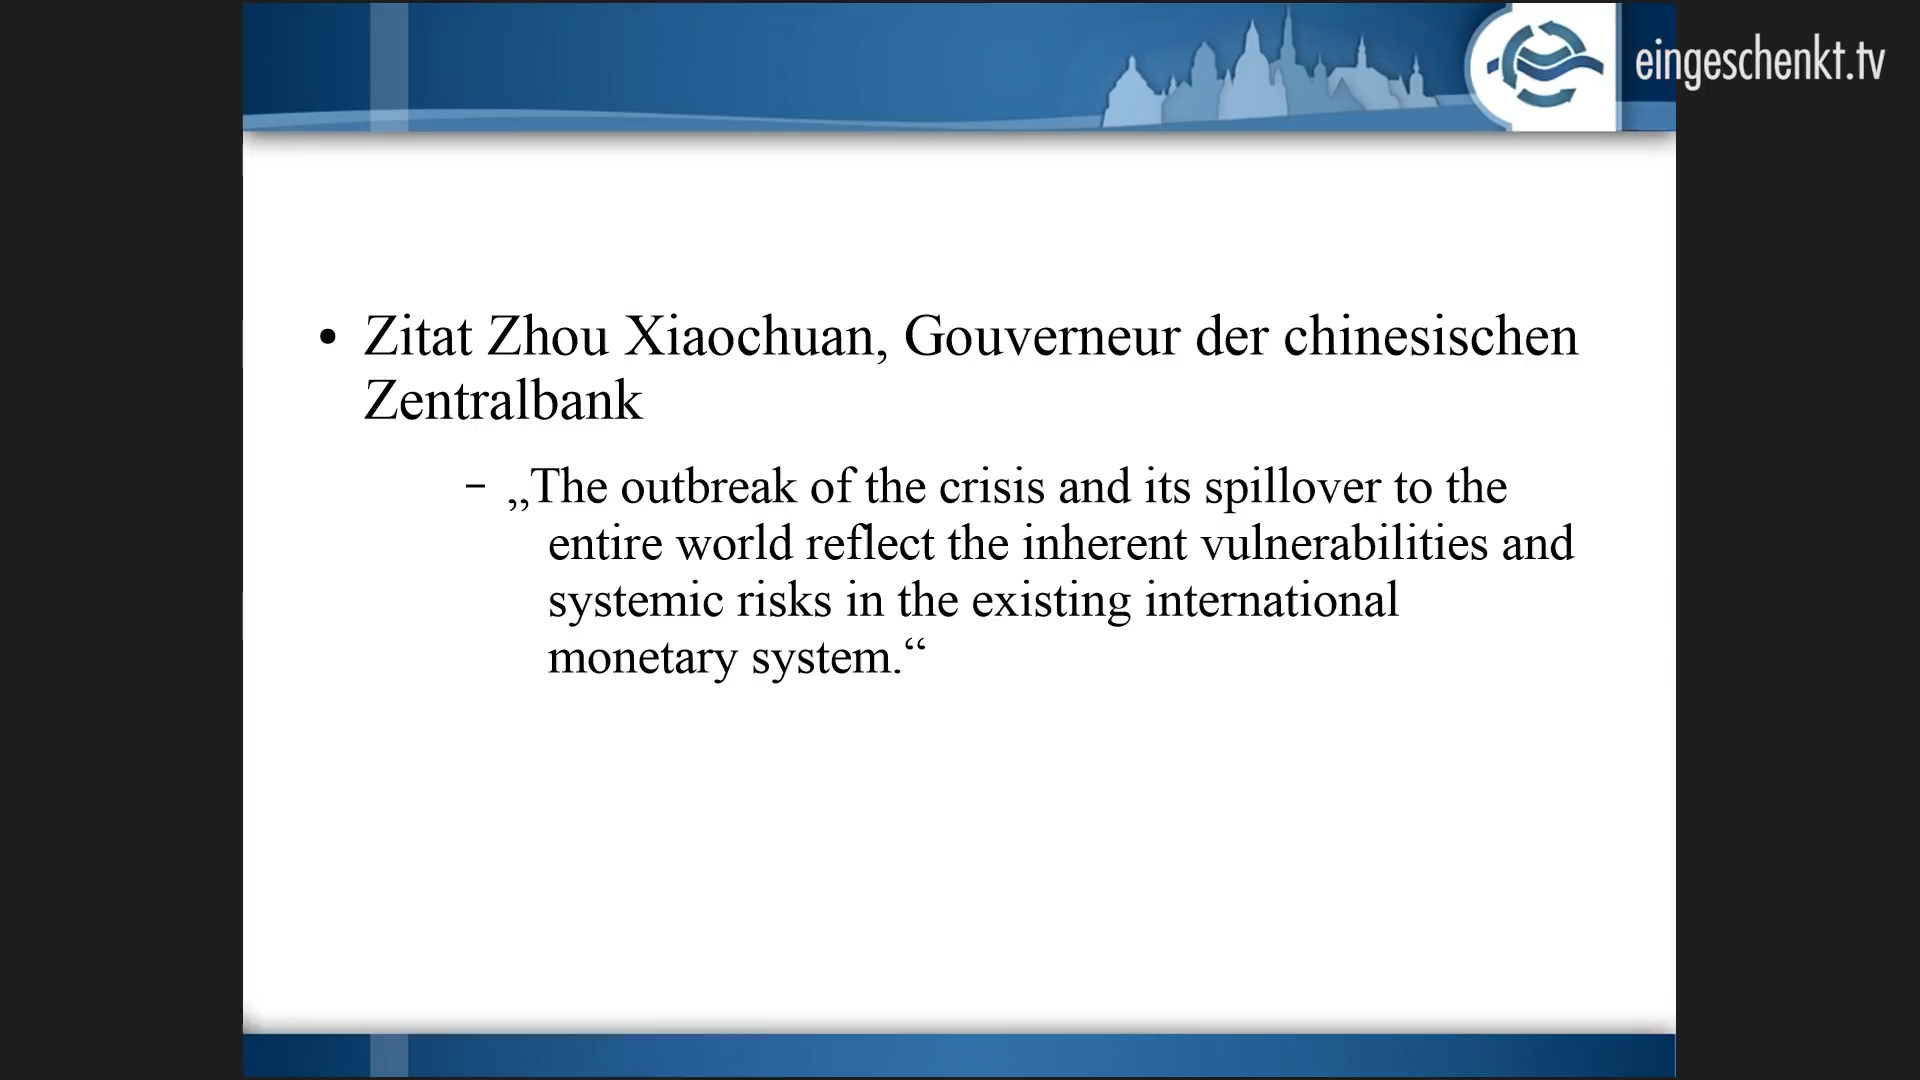 eingeschenkt.tv
• Zitat Zhou Xiaochuan, Gouverneur der chinesischen
Zentralbank
– „The outbreak of the crisis and its spillover to the
entire world reflect the inherent vulnerabilities and
systemic risks in the existing international
monetary system.“